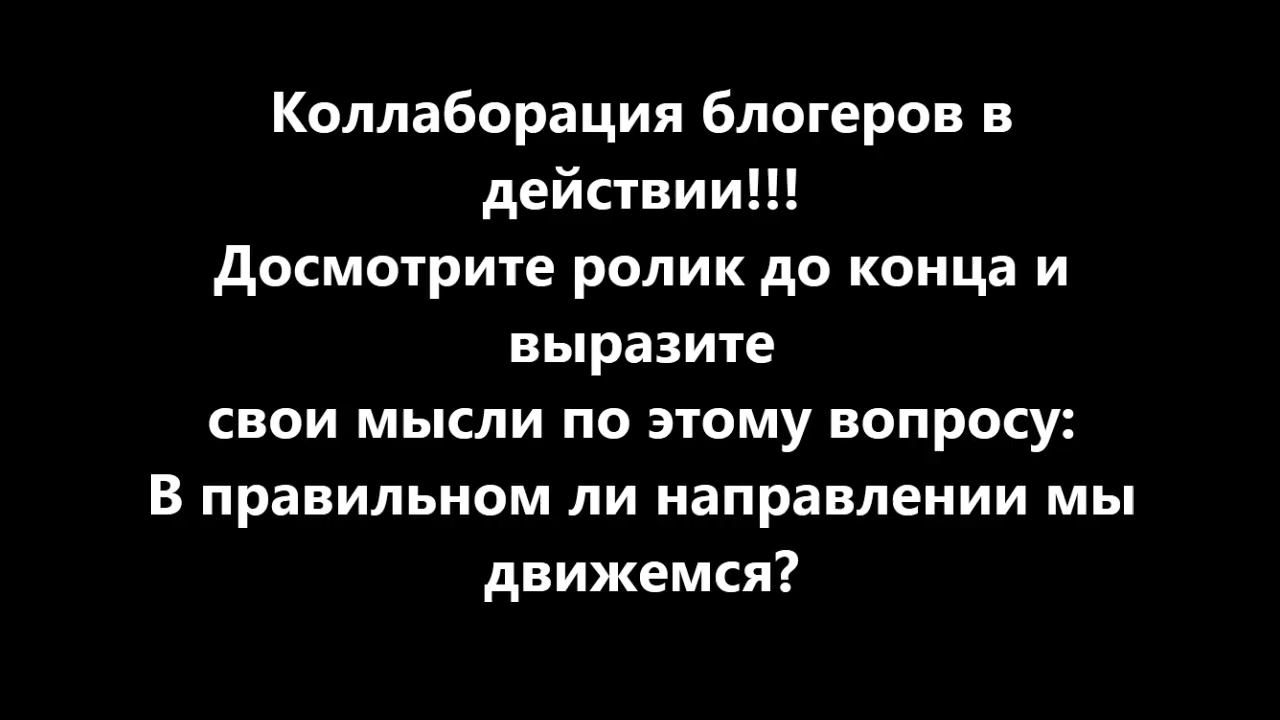 Коллаборация блогеров в
действии!!!
Досмотрите ролик до конца и
выразите
свои мысли по этому вопросу:
В правильном ли направлении мы
движемся?